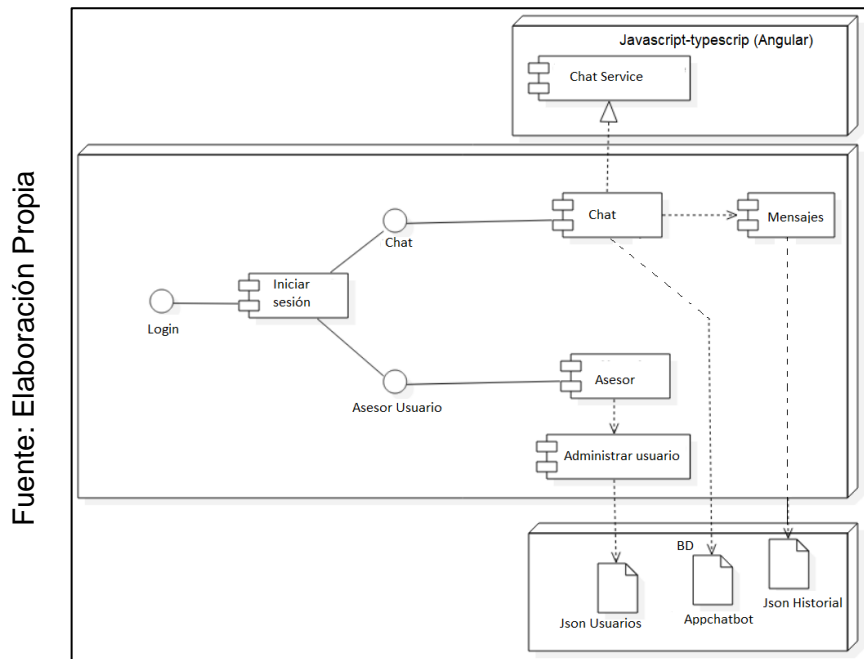 Fuente: Elaboración Propia
Javascript-typescrip (Angular)
Chat Service
Chat
Mensajes
Chat
Iniciar
sesión
Login
Asesor
Asesor Usuario
Administrar usuario
BD
Json Usuarios
Appchatbot
Json Historial